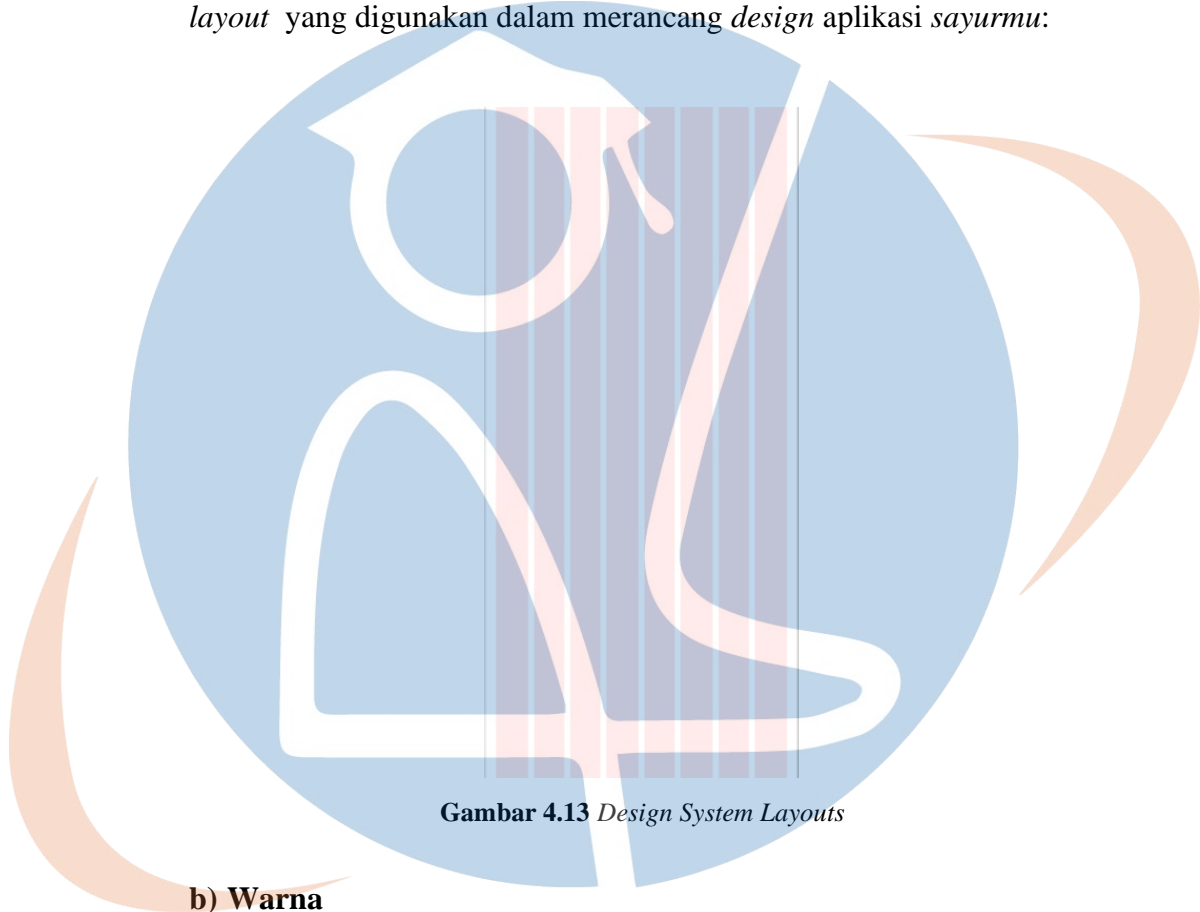 layout yang digunakan dalam merancang design aplikasi sayurmu:
Gambar 4.13 Design System Layouts
b) Warna